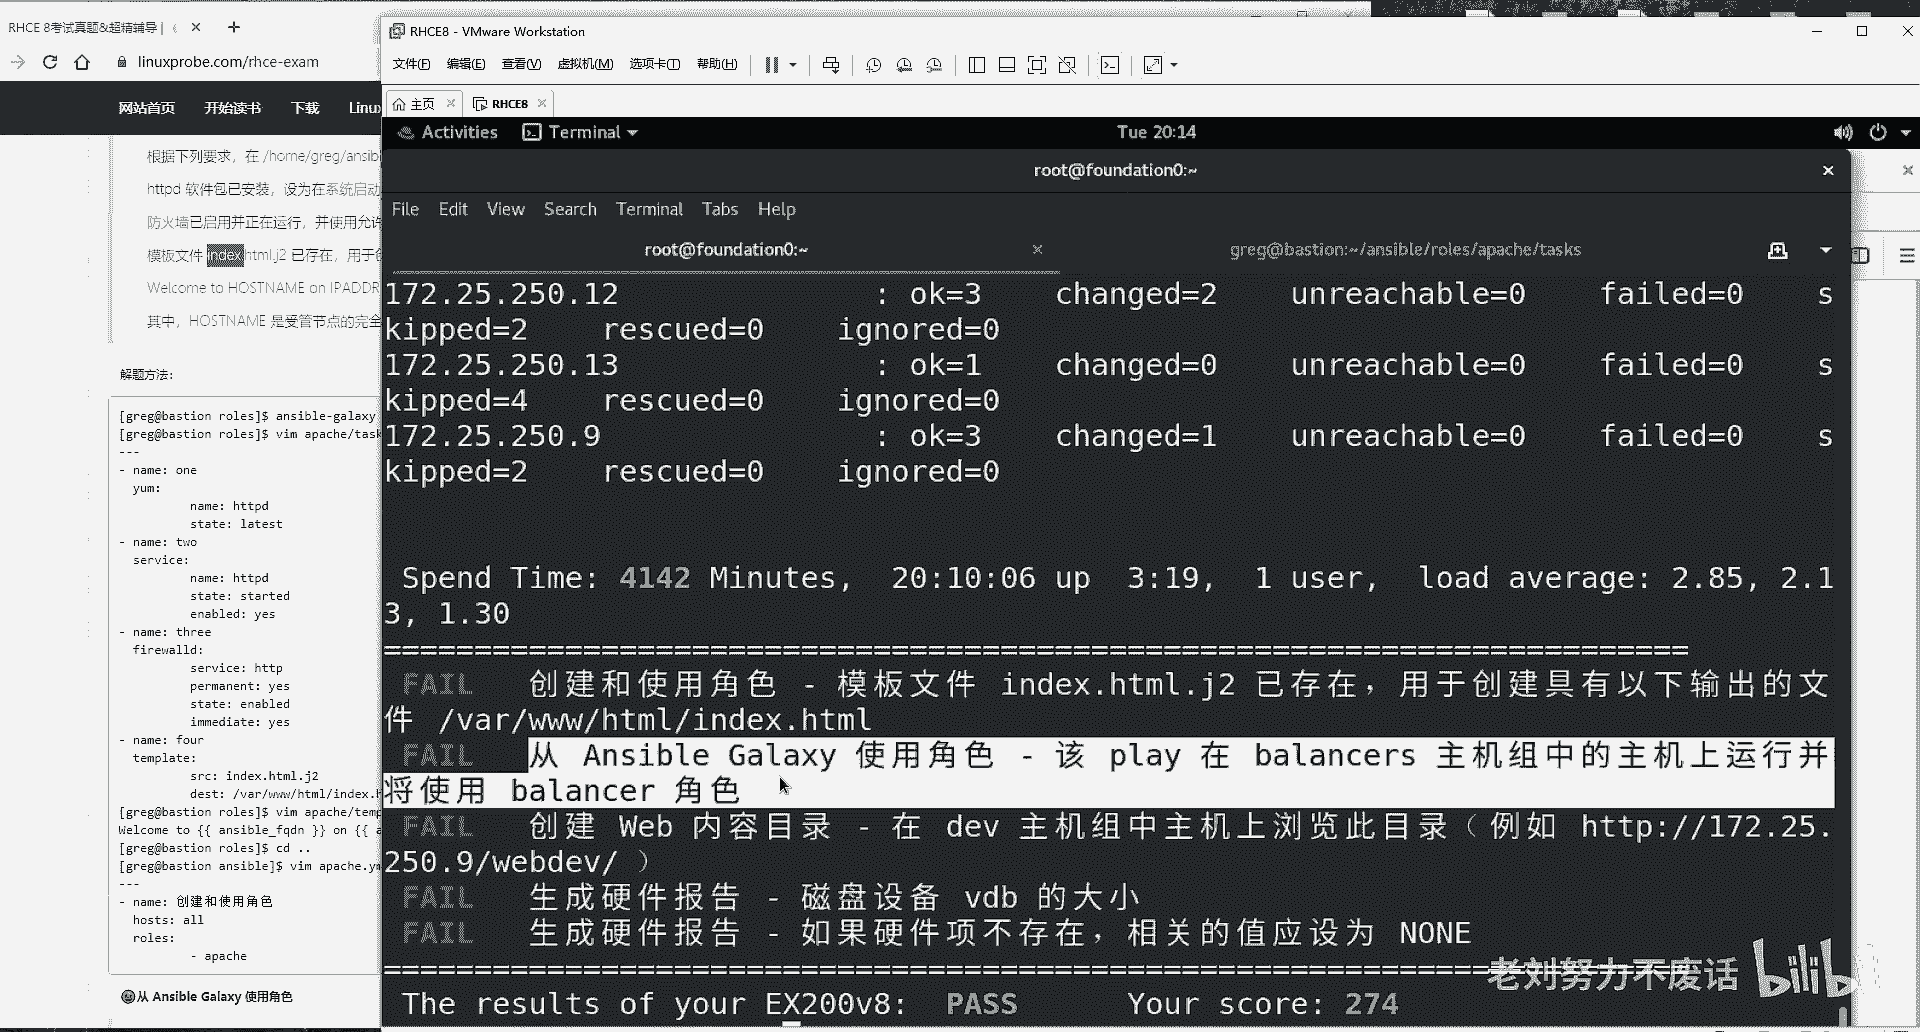 RHCE 8考试真题&超精辅导 |
linuxprobe.com/rhce-exam
网站首页 开始读书 下载 Linu
根据下列要求，在 /home/greg/ansib
httpd 软件包已安装，设为在系统启动
防火墙已启用并正在运行，并使用允许
模板文件 index.html.j2 已存在，用于
Welcome to HOSTNAME on IPADDR
其中，HOSTNAME 是受管节点的完全
解题方法:
[greg@bastion roles]$ ansible-galaxy
[greg@bastion roles]$ vim apache/task
---
- name: one
yum:
name: httpd
state: latest
- name: two
service:
name: httpd
state: started
enabled: yes
- name: three
firewalld:
service: http
permanent: yes
state: enabled
immediate: yes
- name: four
template:
src: index.html.j2
dest: /var/www/html/index.h
[greg@bastion roles]$ vim apache/temp
Welcome to {{ ansible_fqdn }} on {{ a
[greg@bastion roles]$ cd ..
[greg@bastion ansible]$ vim apache.ym
---
- name: 创建和使用角色
hosts: all
roles:
- apache
从 Ansible Galaxy 使用角色
RHCE8 - VMware Workstation
文件(F) 编辑(E) 查看(V) 虚拟机(M) 选项卡(T) 帮助(H)
主页 RHCE8
Activities Terminal Tue 20:14
root@foundation0:~
File Edit View Search Terminal Tabs Help
root@foundation0:~ greg@bastion:~/ansible/roles/apache/tasks
172.25.250.12 : ok=3 changed=2 unreachable=0 failed=0 s
kipped=2 rescued=0 ignored=0
172.25.250.13 : ok=1 changed=0 unreachable=0 failed=0 s
kipped=4 rescued=0 ignored=0
172.25.250.9 : ok=3 changed=1 unreachable=0 failed=0 s
kipped=2 rescued=0 ignored=0
Spend Time: 4142 Minutes, 20:10:06 up 3:19, 1 user, load average: 2.85, 2.1
3, 1.30
========================================================================
FAIL 创建和使用角色 - 模板文件 index.html.j2 已存在，用于创建具有以下输出的文
件 /var/www/html/index.html
FAIL 从 Ansible Galaxy 使用角色 - 该 play 在 balancers 主机组中的主机上运行并
将使用 balancer 角色
FAIL 创建 Web 内容目录 - 在 dev 主机组中主机上浏览此目录（例如 http://172.25.
250.9/webdev/ ）
FAIL 生成硬件报告 - 磁盘设备 vdb 的大小
FAIL 生成硬件报告 - 如果硬件项不存在，相关的值应设为 NONE
========================================================================
The results of your EX200v8: PASS Your score: 274
老刘努力不废话 bilibili